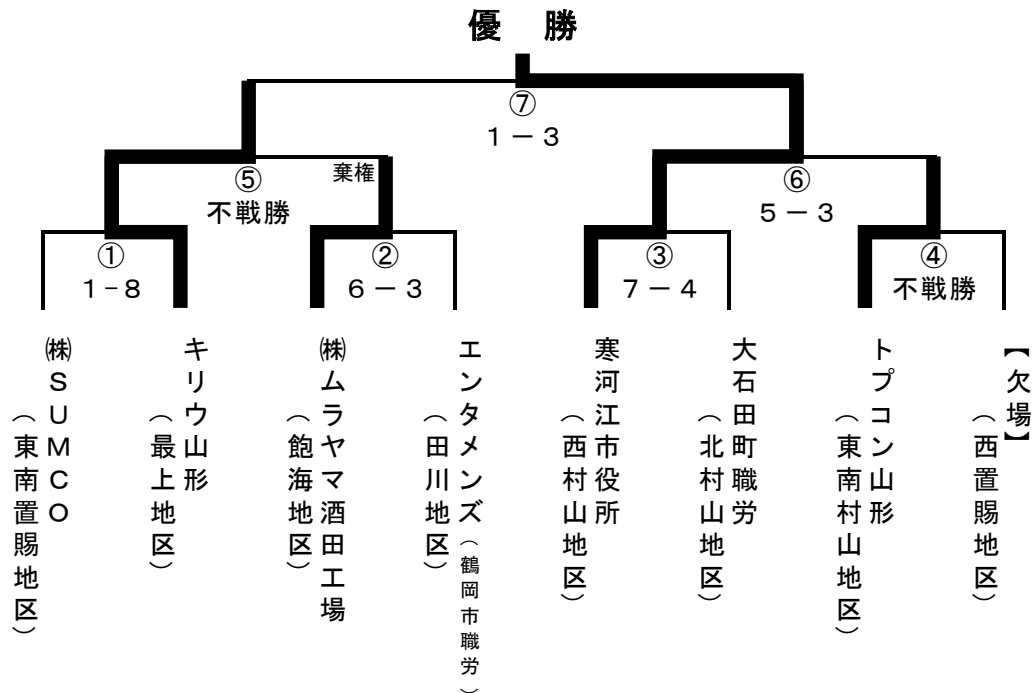 優　勝
⑦
１－３
⑤
棄権
不戦勝
⑥
５－３
①
１-８
②
６－３
③
７－４
④
不戦勝
㈱ＳＵＭＣＯ
（東南置賜地区）
キリウ山形
（最上地区）
㈱ムラヤマ酒田工場
（飽海地区）
エンタメンズ（鶴岡市職労）
（田川地区）
寒河江市役所
（西村山地区）
大石田町職労
（北村山地区）
トプコン山形
（東南村山地区）
【欠場】
（西置賜地区）